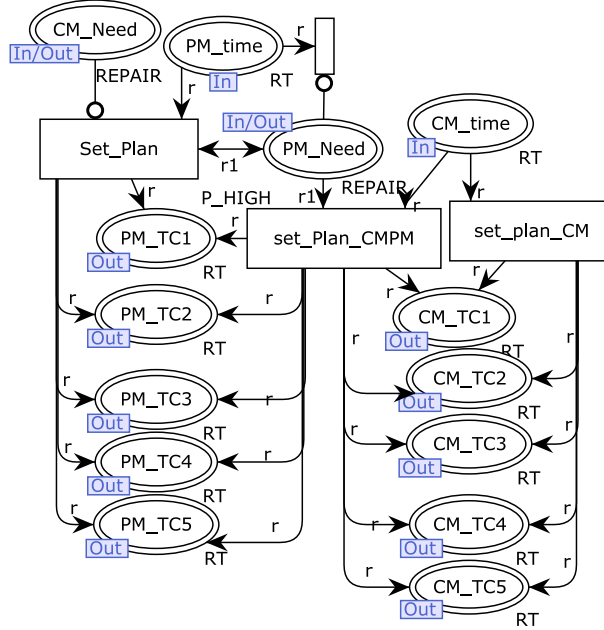 CM_Need
In/Out
REPAIR
PM_time
In
RT
r
r
Set_Plan
r1
In/Out
PM_Need
REPAIR
CM_time
In
RT
r
r1
P_HIGH
r
r
r
set_Plan_CMPM
set_plan_CM
PM_TC1
Out
RT
r
r
CM_TC1
Out
RT
r
PM_TC2
r
Out
RT
r
CM_TC2
r
Out
RT
r
PM_TC3
r
Out
RT
r
CM_TC3
r
Out
RT
r
PM_TC4
r
Out
RT
r
PM_TC5
r
Out
RT
r
CM_TC4
r
Out
RT
r
CM_TC5
r
Out
RT